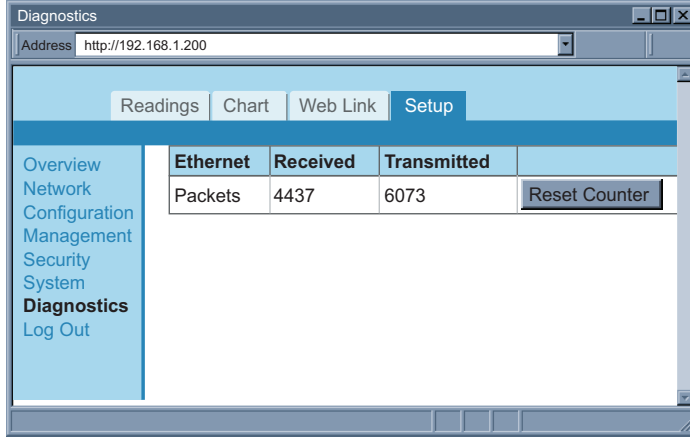 Diagnostics
Address http://192.168.1.200
Readings Chart Web Link Setup
Overview
Network
Configuration
Management
Security
System
Diagnostics
Log Out
Ethernet Received Transmitted
Packets 4437 6073 Reset Counter